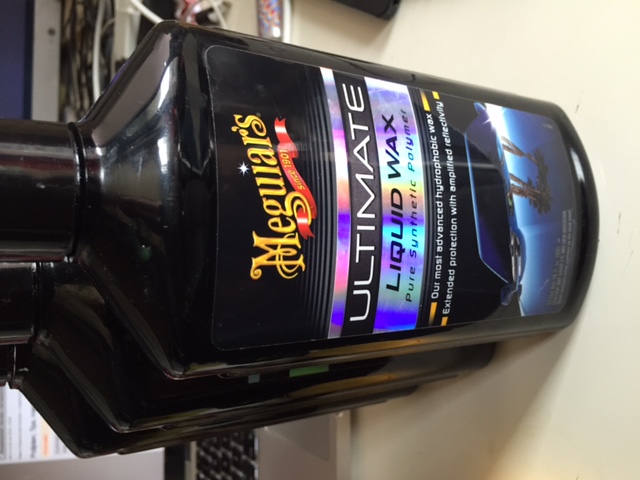 Meguiar's
since 1901
ULTIMATE
LIQUID WAX
Pure Synthetic Polymer
Our most advanced hydrophobic wax
Extended protection with amplified reflectivity